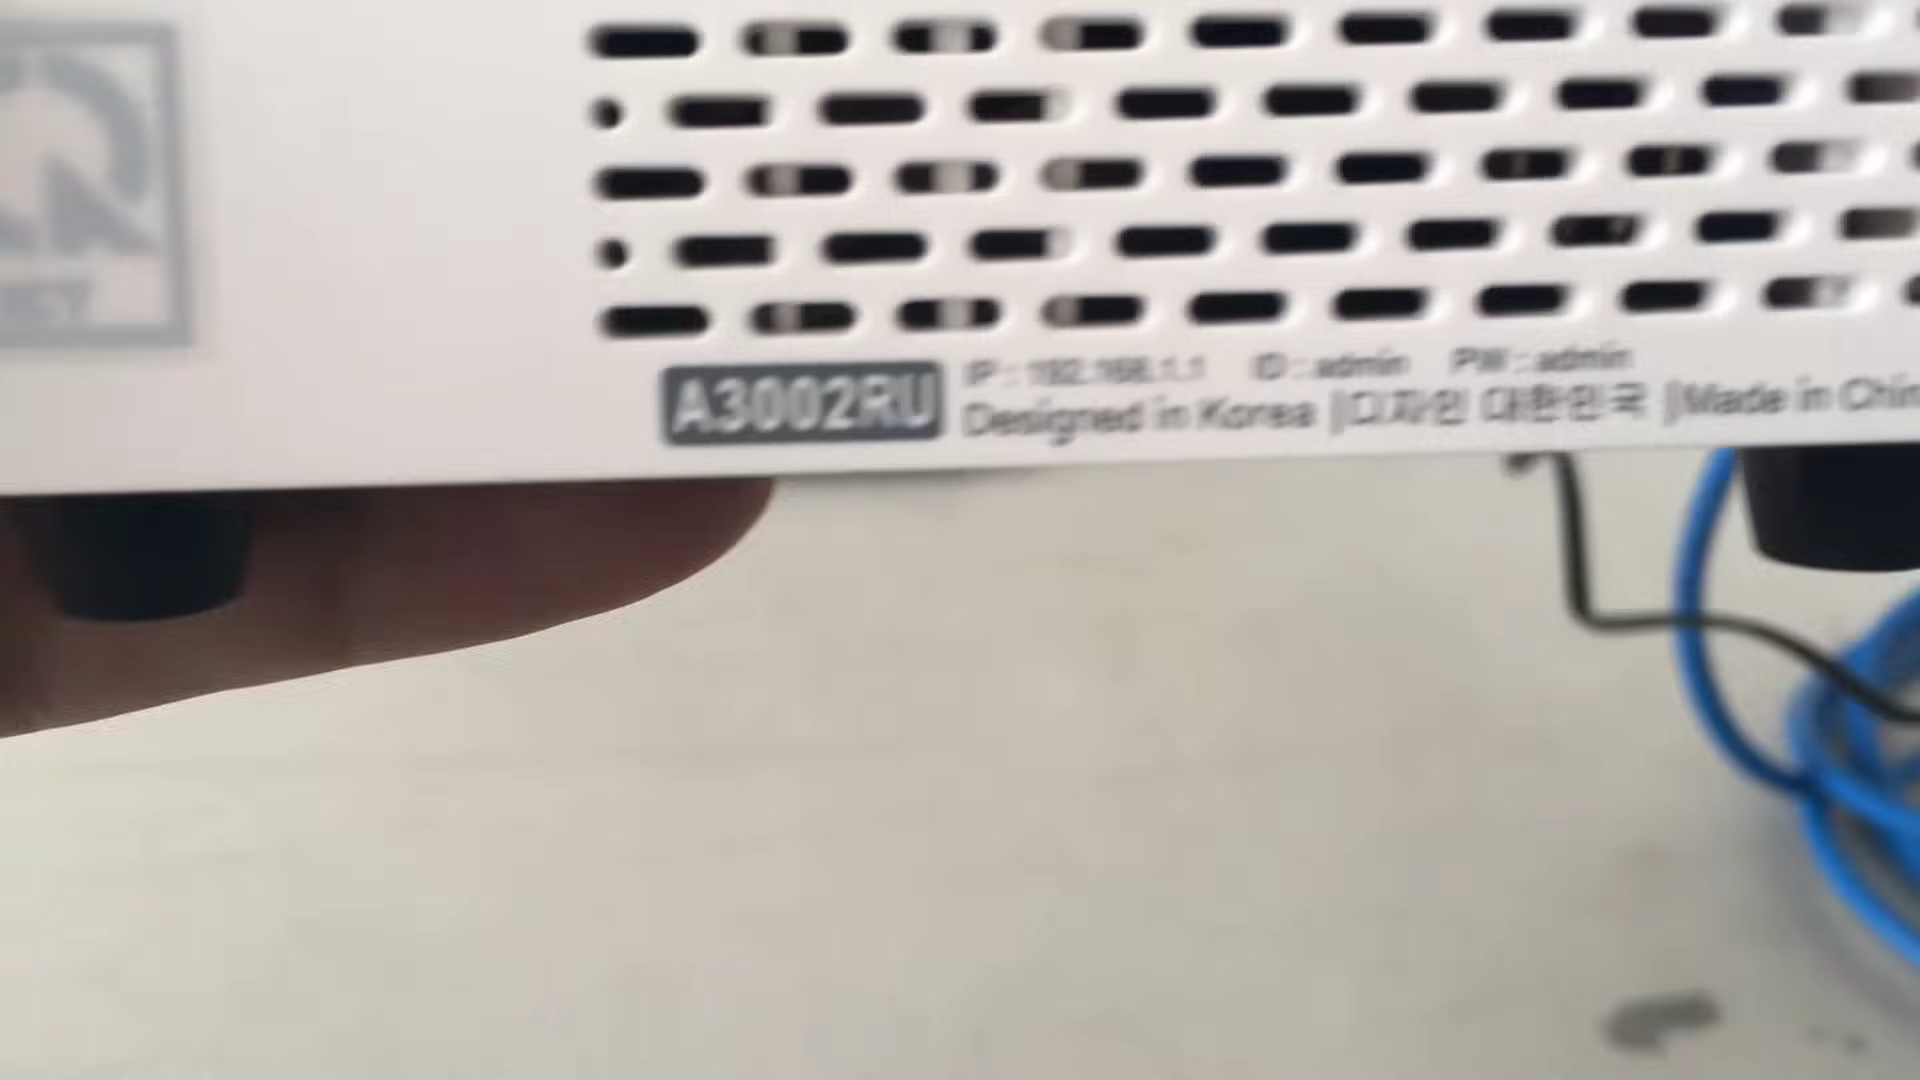 A3002RU
IP : 192.168.1.1 ID : admin PW : admin
Designed in Korea | 디자인 대한민국 | Made in Chin